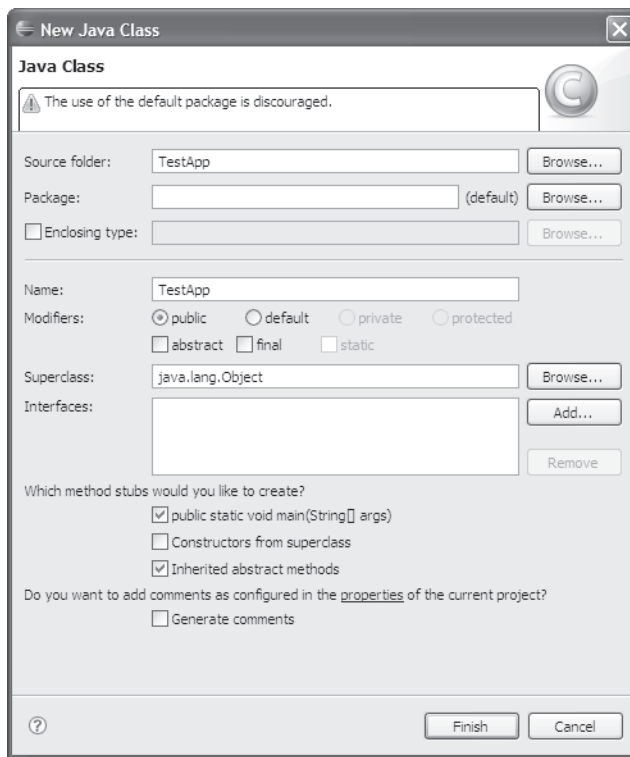 New Java Class
Java Class
The use of the default package is discouraged.
Source folder: TestApp Browse...
Package: (default) Browse...
Enclosing type: Browse...
Name: TestApp
Modifiers: public default private protected
abstract final static
Superclass: java.lang.Object Browse...
Interfaces: Add...
Remove
Which method stubs would you like to create?
public static void main(String[] args)
Constructors from superclass
Inherited abstract methods
Do you want to add comments as configured in the properties of the current project?
Generate comments
? Finish Cancel